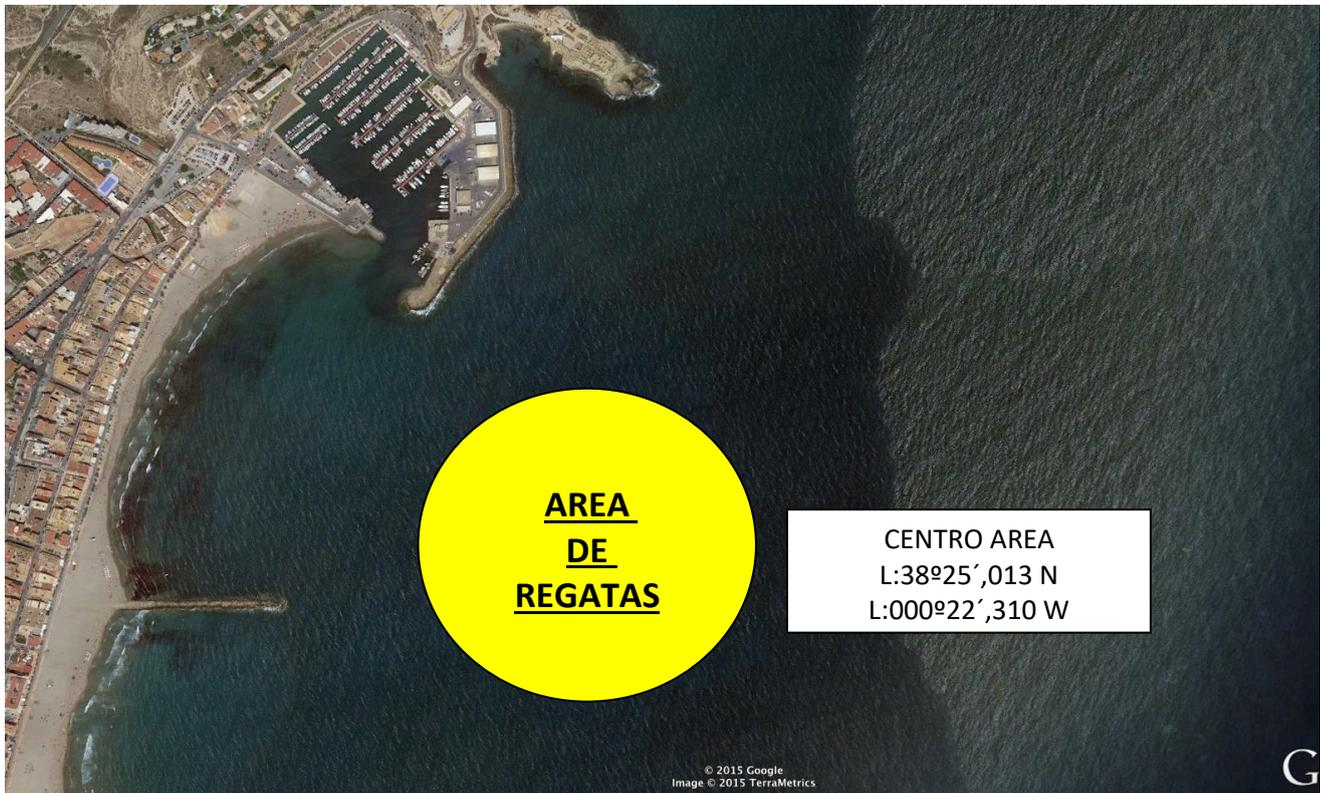 AREA
DE
REGATAS
CENTRO AREA
L:38º25´,013 N
L:000º22´,310 W
© 2015 Google
Image © 2015 TerraMetrics
G